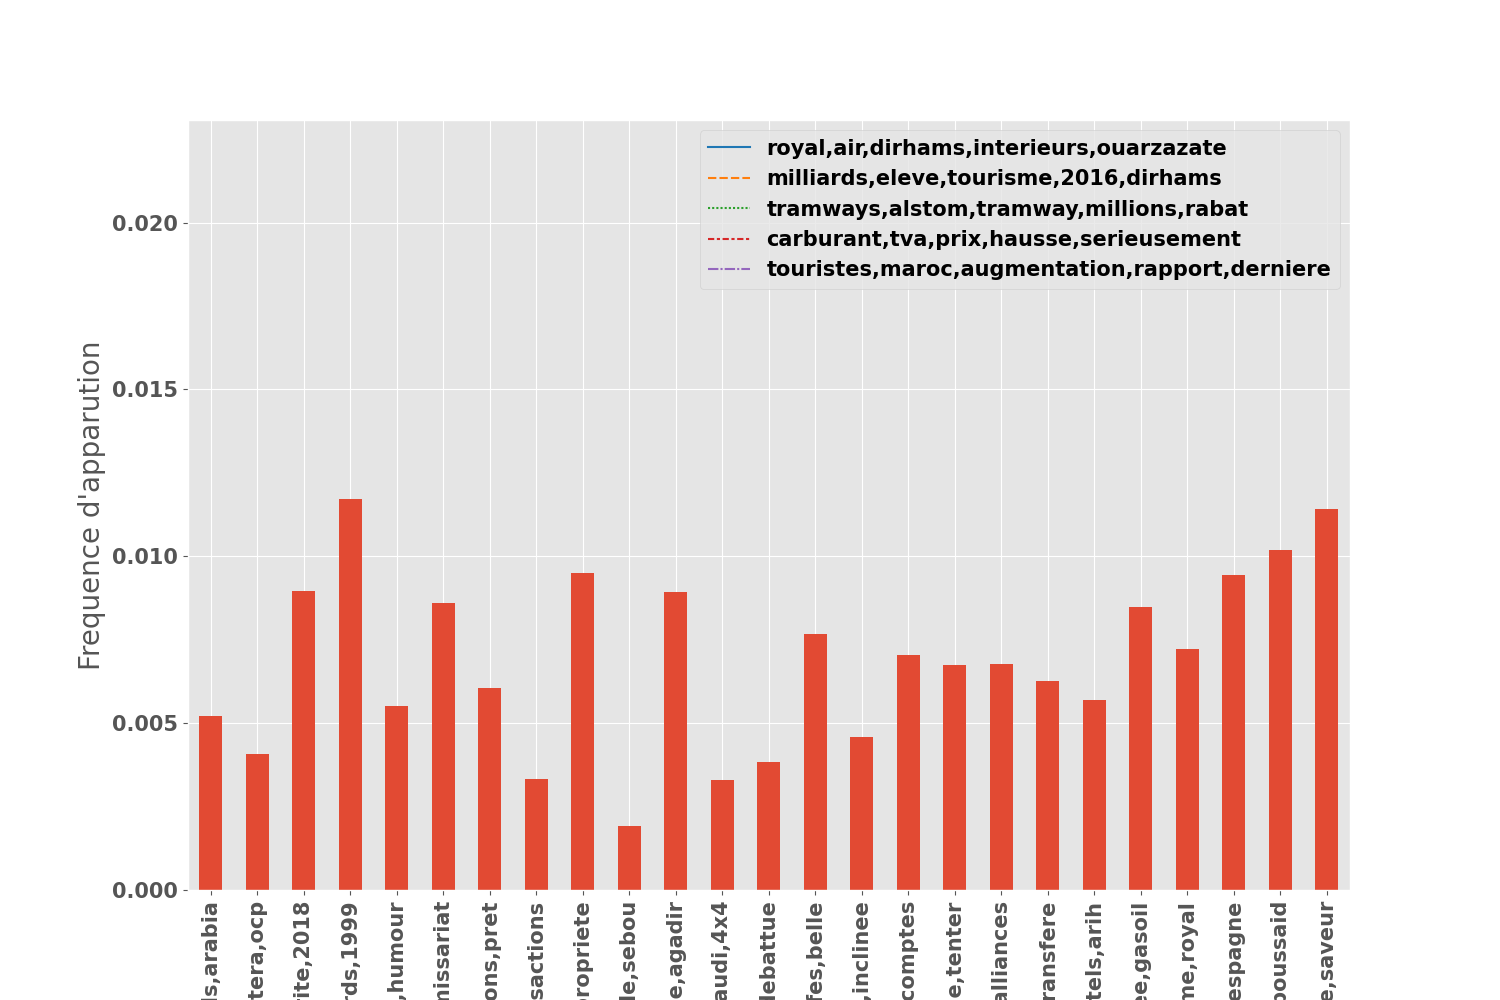 royal,air,dirhams,interieurs,ouarzazate
milliards,eleve,tourisme,2016,dirhams
tramways,alstom,tramway,millions,rabat
carburant,tva,prix,hausse,serieusement
touristes,maroc,augmentation,rapport,derniere
Frequence d'apparution
0.020
0.015
0.010
0.005
0.000
ls,arabia
tera,ocp
rite,2018
rds,1999
,humour
missariat
ons,pret
sactions
propriete
le,sebou
e,agadir
audi,4x4
debattue
fes,belle
,inclinee
comptes
e,tenter
alliances
ransfere
tels,arih
ee,gasoil
me,royal
espagne
boussaid
e,saveur